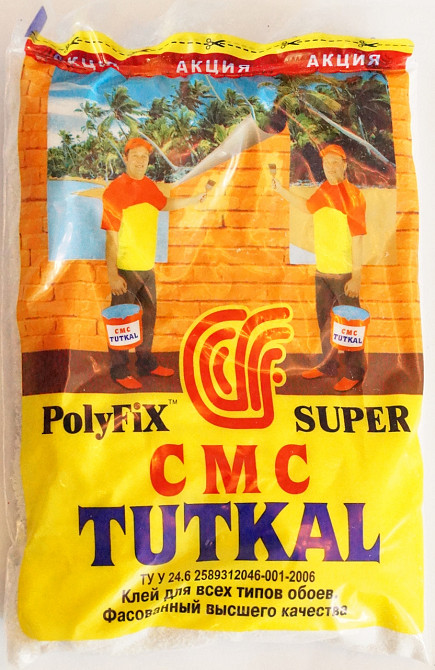 АКЦИЯ АКЦИЯ АКЦИЯ
CMC
TUTKAL
CMC
TUTKAL
PolyFix™ SUPER
CMC
TUTKAL
ТУ У 24.6 2589312046-001-2006
Клей для всех типов обоев.
Фасованный высшего качества